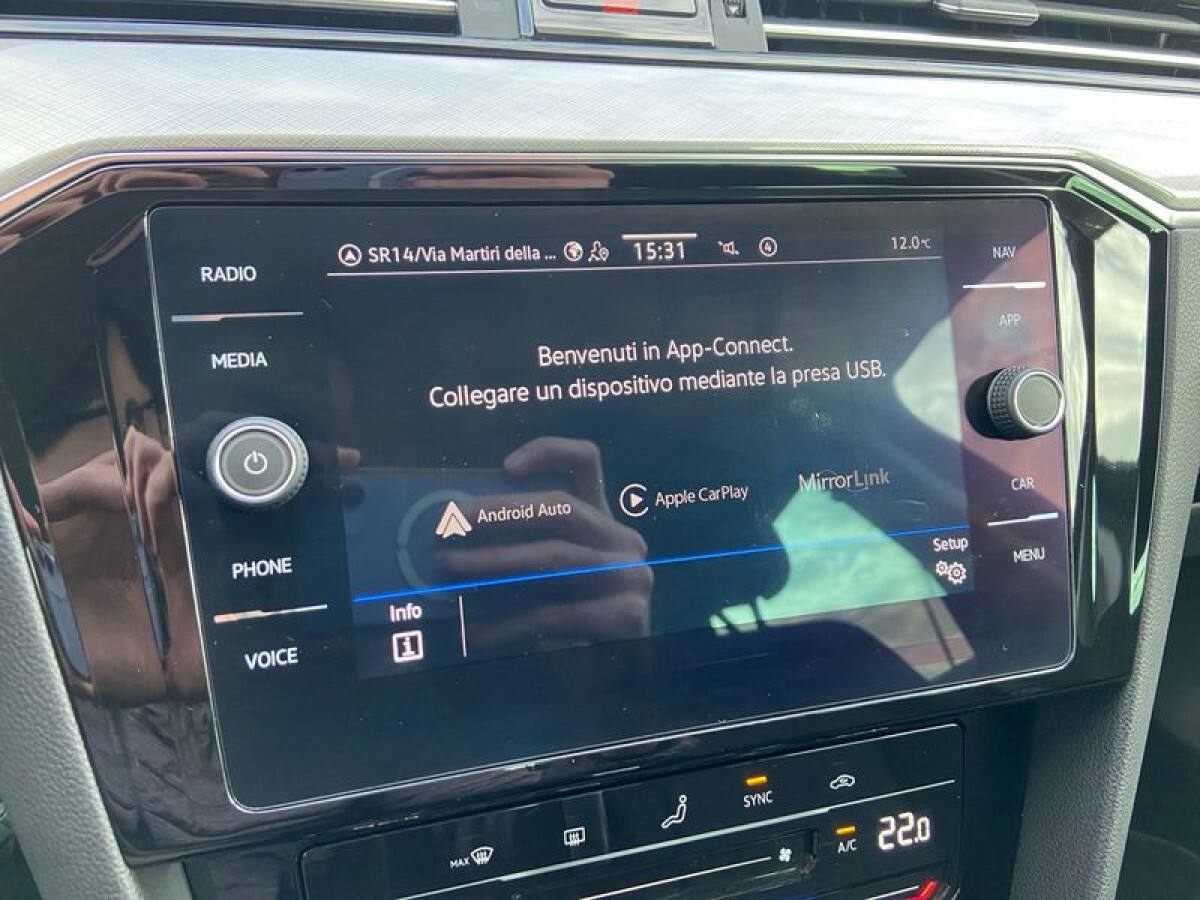 SR14/Via Martiri della ... 15:31 4 12.0°C
RADIO
MEDIA
PHONE
VOICE
Benvenuti in App-Connect.
Collegare un dispositivo mediante la presa USB.
Android Auto
Apple CarPlay
MirrorLink
Info
i
Setup
NAV
APP
CAR
MENU
MAX
SYNC
A/C
22.0